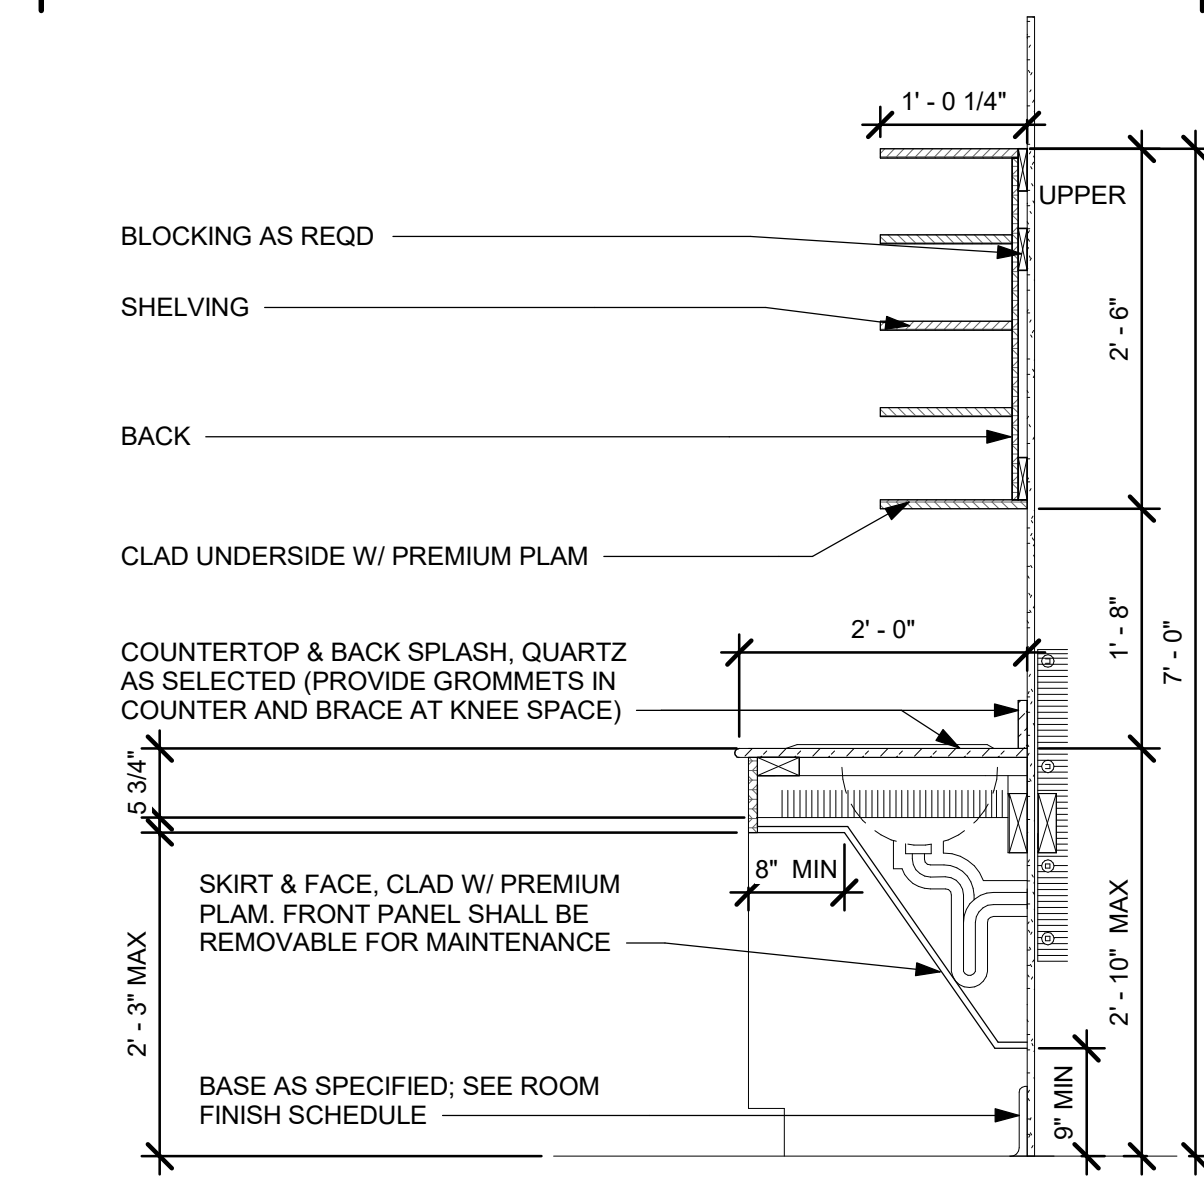 1' - 0 1/4"
UPPER
BLOCKING AS REQD
SHELVING
2' - 6"
BACK
CLAD UNDERSIDE W/ PREMIUM PLAM
2' - 0"
1' - 8"
7' - 0"
COUNTERTOP & BACK SPLASH, QUARTZ
AS SELECTED (PROVIDE GROMMETS IN
COUNTER AND BRACE AT KNEE SPACE)
5 3/4"
8" MIN
SKIRT & FACE, CLAD W/ PREMIUM
PLAM. FRONT PANEL SHALL BE
REMOVABLE FOR MAINTENANCE
2' - 3" MAX
2' - 10" MAX
BASE AS SPECIFIED; SEE ROOM
FINISH SCHEDULE
9" MIN